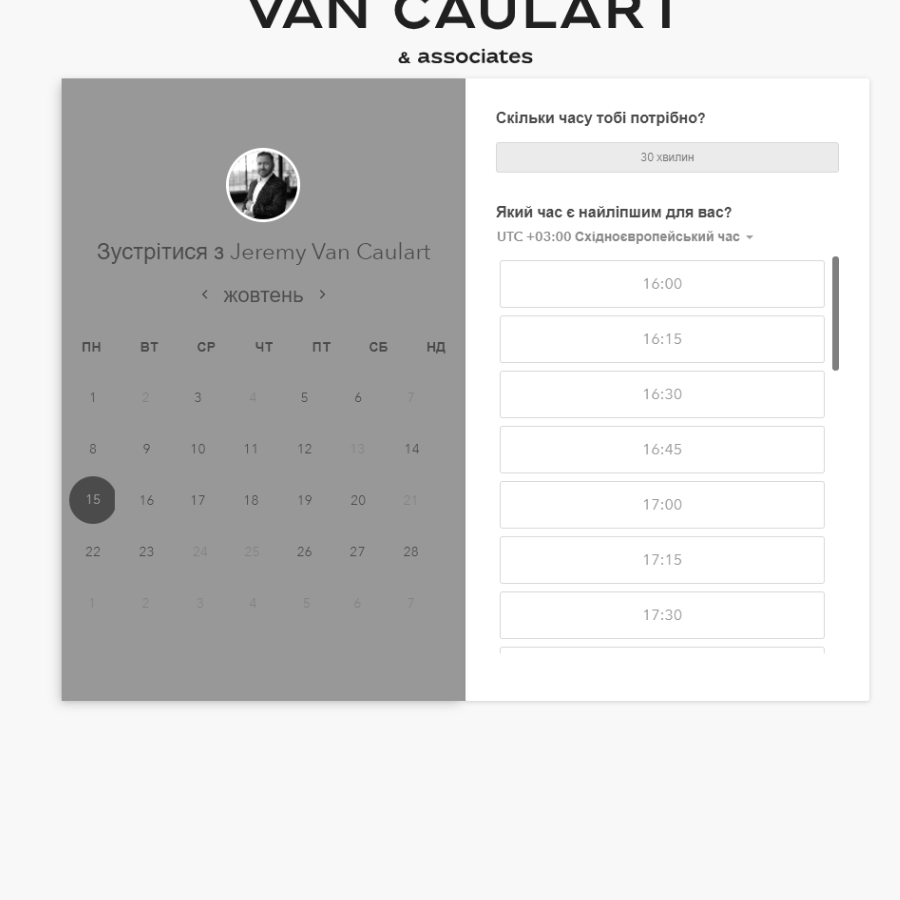 VAN CAULART
& associates
Зустрітися з Jeremy Van Caulart
жовтень
ПН ВТ СР ЧТ ПТ СБ НД
1 2 3 4 5 6 7
8 9 10 11 12 13 14
15 16 17 18 19 20 21
22 23 24 25 26 27 28
1 2 3 4 5 6 7
Скільки часу тобі потрібно?
30 хвилин
Який час є найліпшим для вас?
UTC +03:00 Східноєвропейський час
16:00
16:15
16:30
16:45
17:00
17:15
17:30